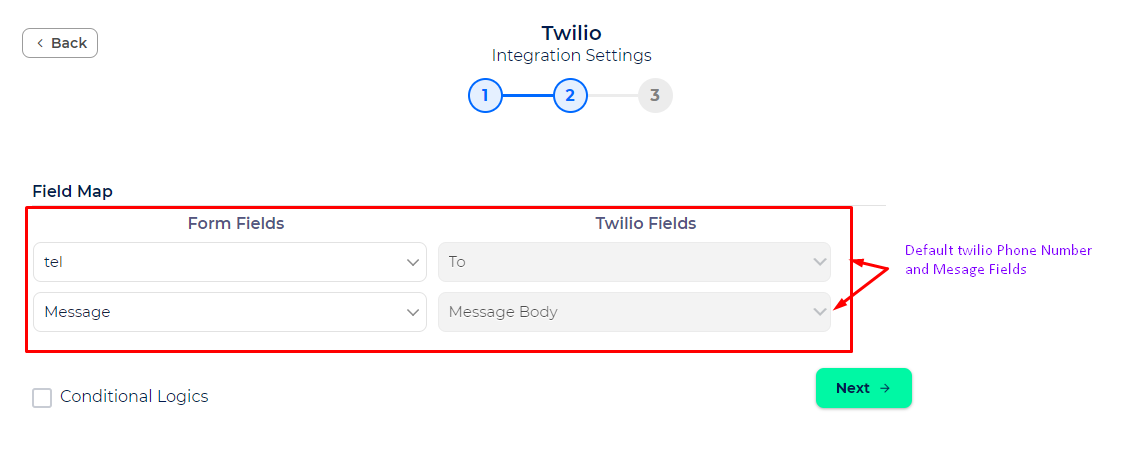 Back
Twilio
Integration Settings
1 2 3
Field Map
Form Fields Twilio Fields
tel To
Default twilio Phone Number
and Mesage Fields
Message Message Body
Conditional Logics
Next